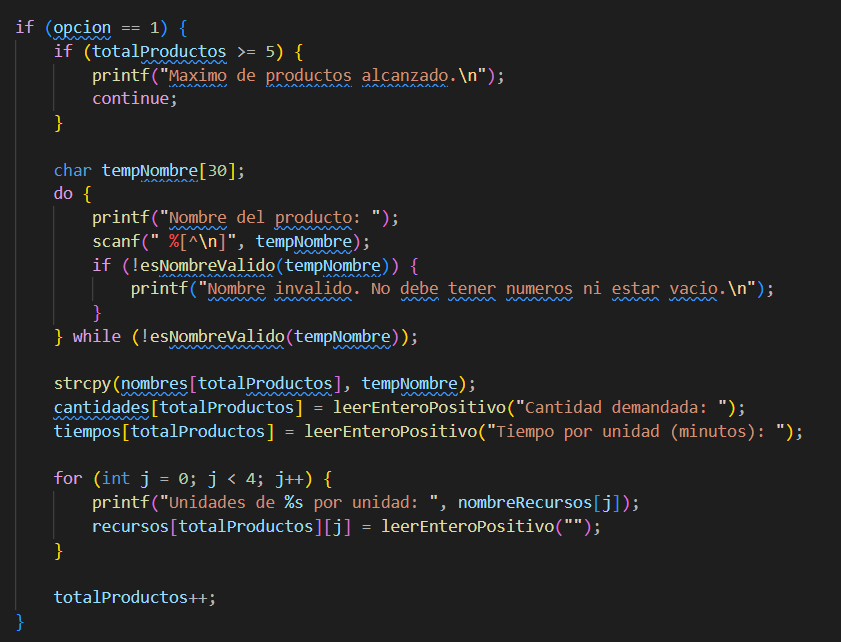 if (opcion == 1) {
    if (totalProductos >= 5) {
        printf("Maximo de productos alcanzado.\n");
        continue;
    }

    char tempNombre[30];
    do {
        printf("Nombre del producto: ");
        scanf(" %[^\n]", tempNombre);
        if (!esNombreValido(tempNombre)) {
            printf("Nombre invalido. No debe tener numeros ni estar vacio.\n");
        }
    } while (!esNombreValido(tempNombre));

    strcpy(nombres[totalProductos], tempNombre);
    cantidades[totalProductos] = leerEnteroPositivo("Cantidad demandada: ");
    tiempos[totalProductos] = leerEnteroPositivo("Tiempo por unidad (minutos): ");

    for (int j = 0; j < 4; j++) {
        printf("Unidades de %s por unidad: ", nombreRecursos[j]);
        recursos[totalProductos][j] = leerEnteroPositivo("");
    }

    totalProductos++;
}